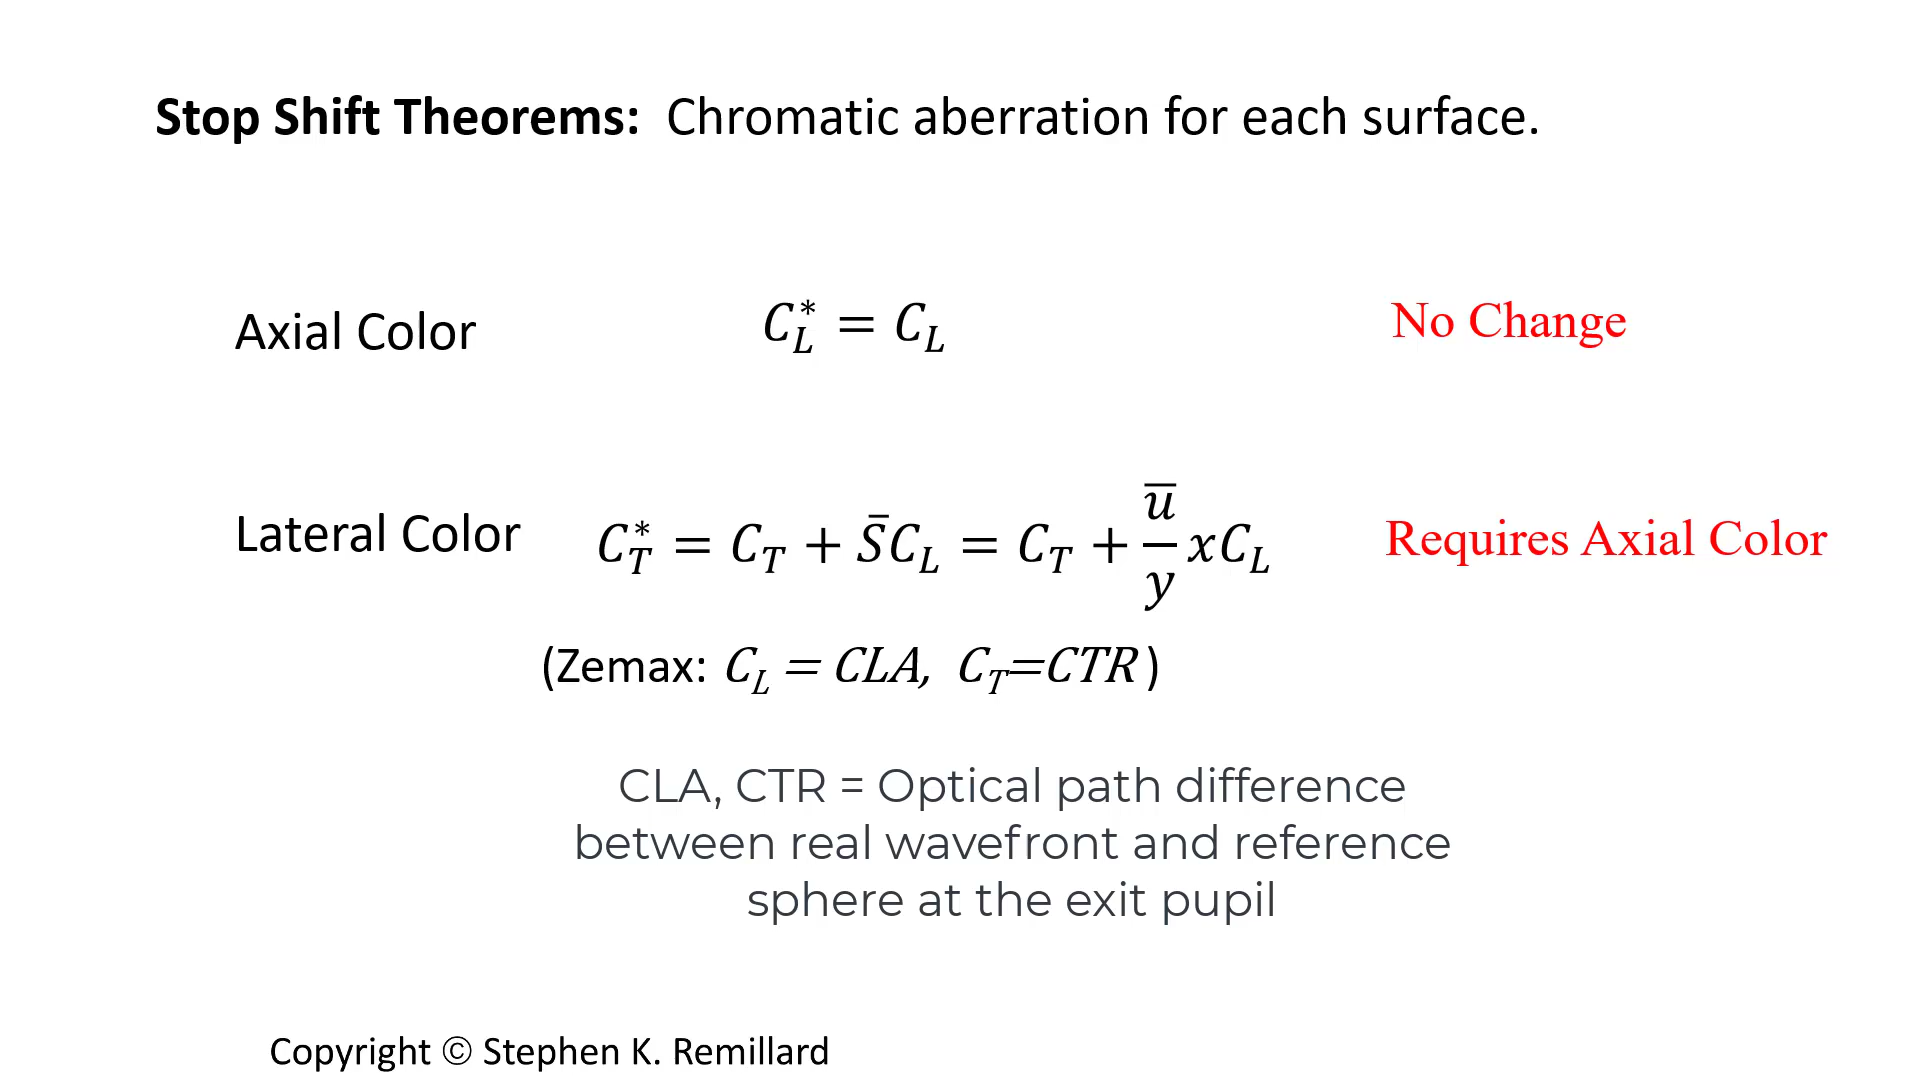 Stop Shift Theorems: Chromatic aberration for each surface.
Axial Color C_L^* = C_L No Change
Lateral Color C_T^* = C_T + S̄C_L = C_T + ū/y xC_L Requires Axial Color
(Zemax: C_L = CLA, C_T=CTR)
CLA, CTR = Optical path difference
between real wavefront and reference
sphere at the exit pupil
Copyright © Stephen K. Remillard